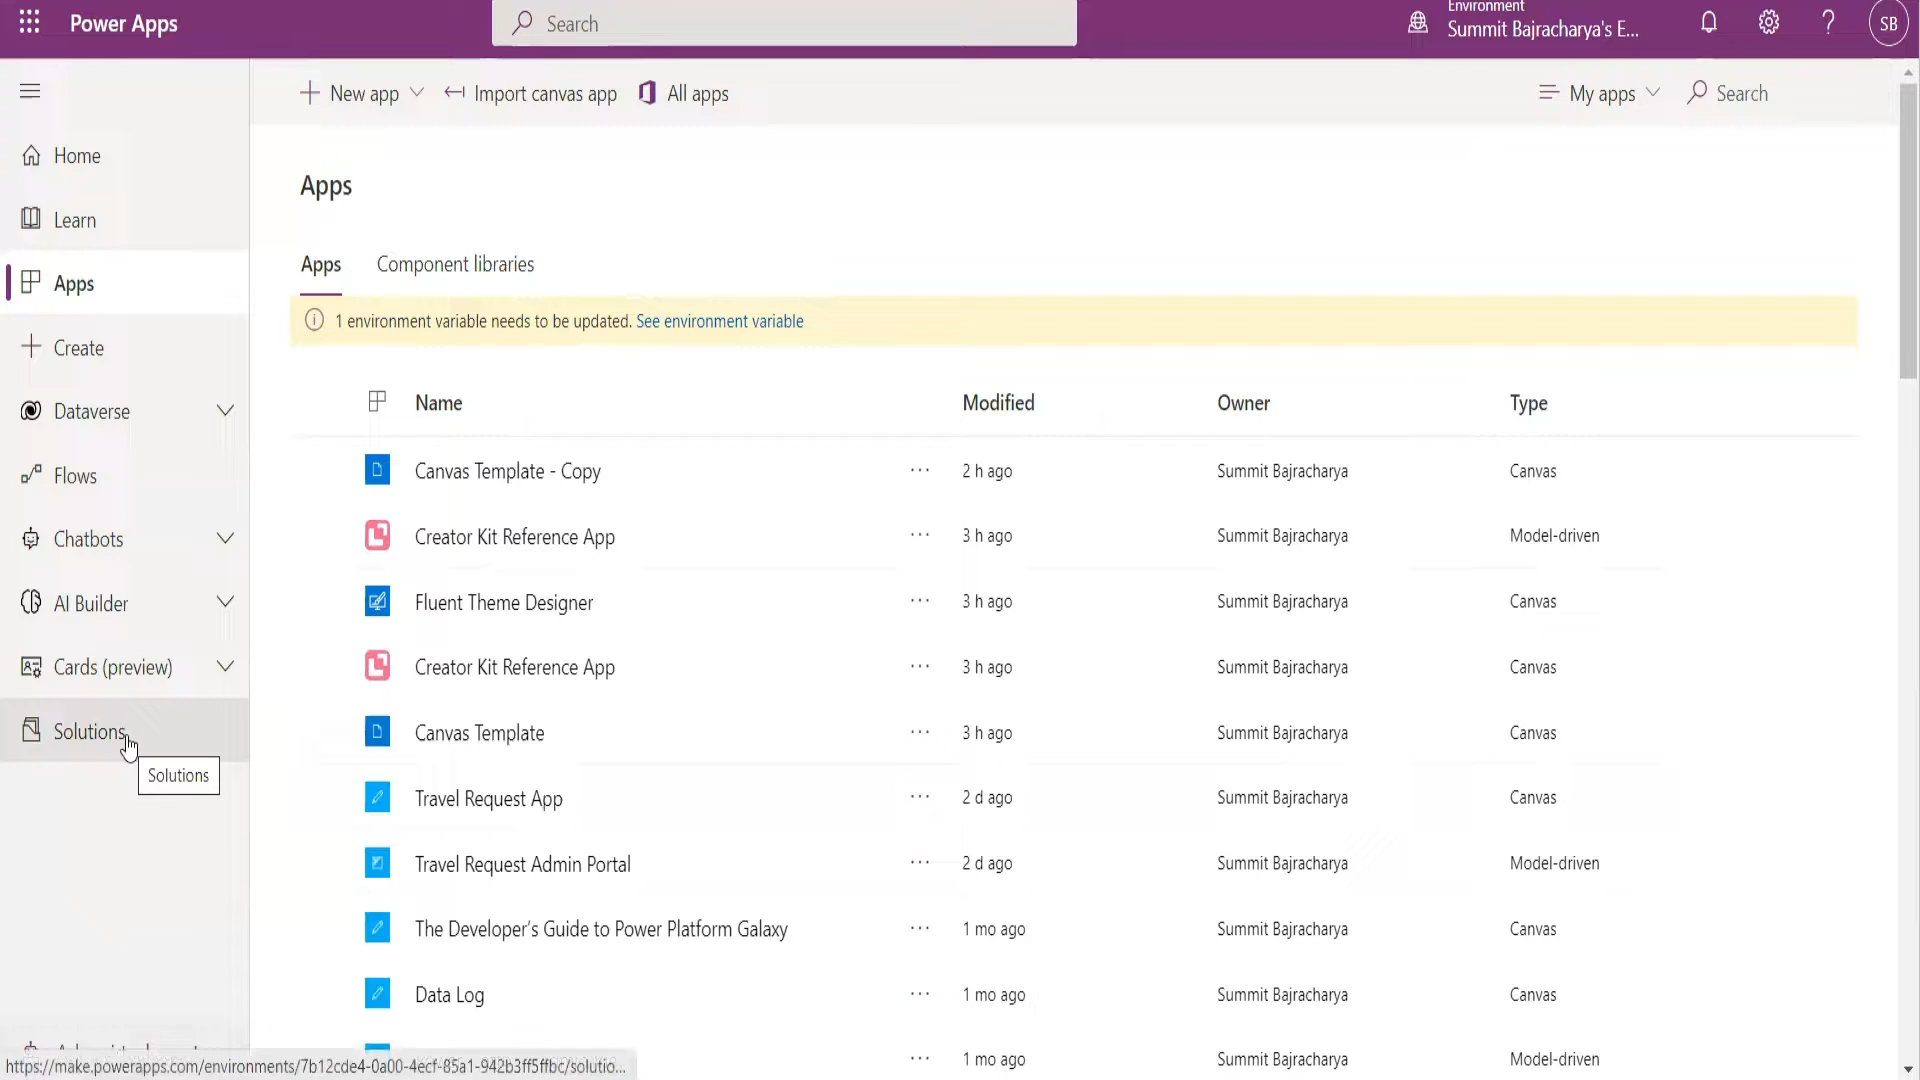 Power Apps
Search
Environment
Summit Bajracharya's E...
SB
New app
Import canvas app
All apps
My apps
Search
Home
Learn
Apps
Create
Dataverse
Flows
Chatbots
AI Builder
Cards (preview)
Solutions
Solutions
Apps
Apps
Component libraries
1 environment variable needs to be updated. See environment variable
Name
Modified
Owner
Type
Canvas Template - Copy
2 h ago
Summit Bajracharya
Canvas
Creator Kit Reference App
3 h ago
Summit Bajracharya
Model-driven
Fluent Theme Designer
3 h ago
Summit Bajracharya
Canvas
Creator Kit Reference App
3 h ago
Summit Bajracharya
Canvas
Canvas Template
3 h ago
Summit Bajracharya
Canvas
Travel Request App
2 d ago
Summit Bajracharya
Canvas
Travel Request Admin Portal
2 d ago
Summit Bajracharya
Model-driven
The Developer's Guide to Power Platform Galaxy
1 mo ago
Summit Bajracharya
Canvas
Data Log
1 mo ago
Summit Bajracharya
Canvas
1 mo ago
Summit Bajracharya
Model-driven
https://make.powerapps.com/environments/7b12cde4-0a00-4ecf-85a1-942b3ff5ffbc/solutio...